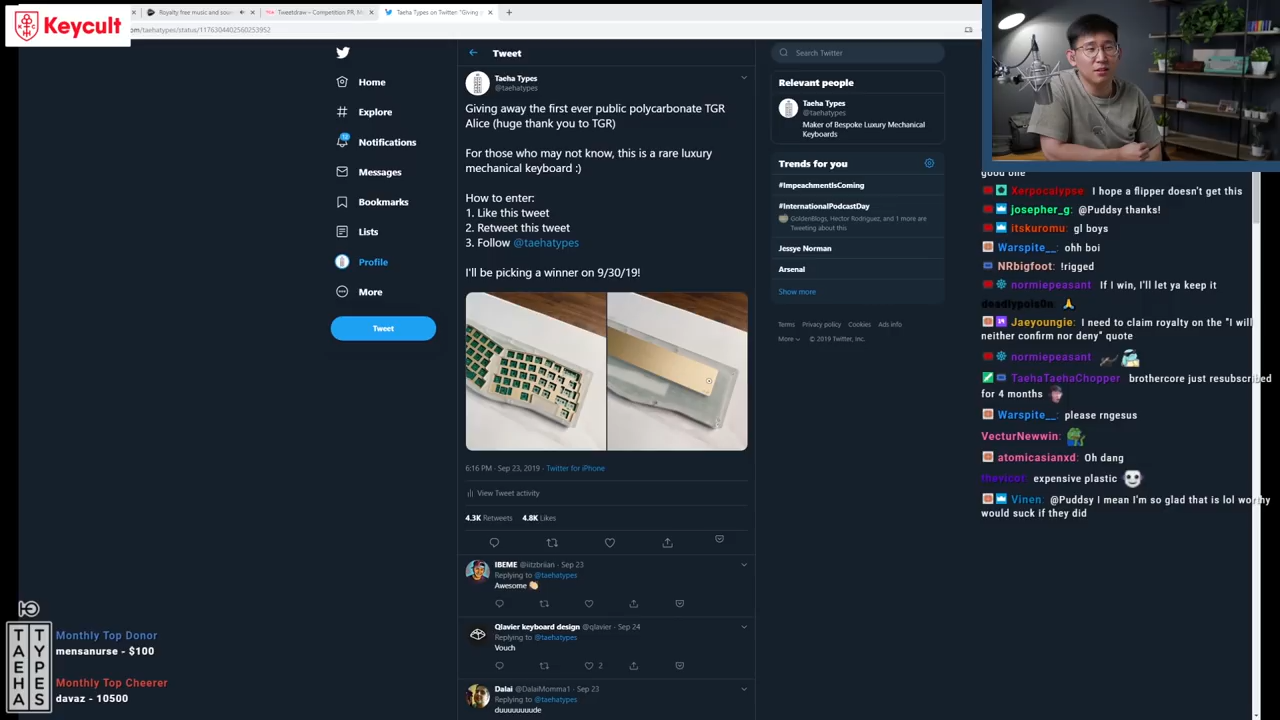 Keycult
Royalty free music and soun
Tweetdraw - Competition PR, M
Taeha Types on Twitter: "Giving
om/taehatypes/status/1176304402560253952
Home
Explore
Notifications
Messages
Bookmarks
Lists
Profile
More
Tweet
Tweet
Taeha Types
@taehatypes
Giving away the first ever public polycarbonate TGR
Alice (huge thank you to TGR)
For those who may not know, this is a rare luxury
mechanical keyboard :)
How to enter:
1. Like this tweet
2. Retweet this tweet
3. Follow @taehatypes
I'll be picking a winner on 9/30/19!
6:16 PM · Sep 23, 2019 · Twitter for iPhone
View Tweet activity
4.3K Retweets 4.8K Likes
IBEME @iitzbriian · Sep 23
Replying to @taehatypes
Awesome
Qlavier keyboard design @qlavier · Sep 24
Replying to @taehatypes
Vouch
2
Dalai @DalaiMomma1 · Sep 23
Replying to @taehatypes
duuuuuuude
Search Twitter
Relevant people
Taeha Types
@taehatypes
Maker of Bespoke Luxury Mechanical
Keyboards
Trends for you
#ImpeachmentIsComing
#InternationalPodcastDay
GoldenBlogs, Hector Rodriguez, and 1 more are
Tweeting about this
Jessye Norman
Arsenal
Show more
Terms Privacy policy Cookies Ads info
More © 2019 Twitter, Inc.
good one
Xerpocalypse I hope a flipper doesn't get this
josepher_g: @Puddsy thanks!
itskuromu: gl boys
Warspite__: ohh boi
NRbigfoot: !rigged
normiepeasant: If I win, I'll let ya keep it
deadlypois0n:
Jaeyoungie: I need to claim royalty on the "I will
neither confirm nor deny" quote
normiepeasant
TaehaTaehaChopper brothercore just resubscribed
for 4 months
Warspite__: please rngesus
VecturNewwin:
atomicasianxd: Oh dang
thevicor: expensive plastic
Vinen: @Puddsy I mean I'm so glad that is lol worthy
would suck if they did
TAEHA
TYPES
Monthly Top Donor
mensanurse - $100
Monthly Top Cheerer
davaz - 10500